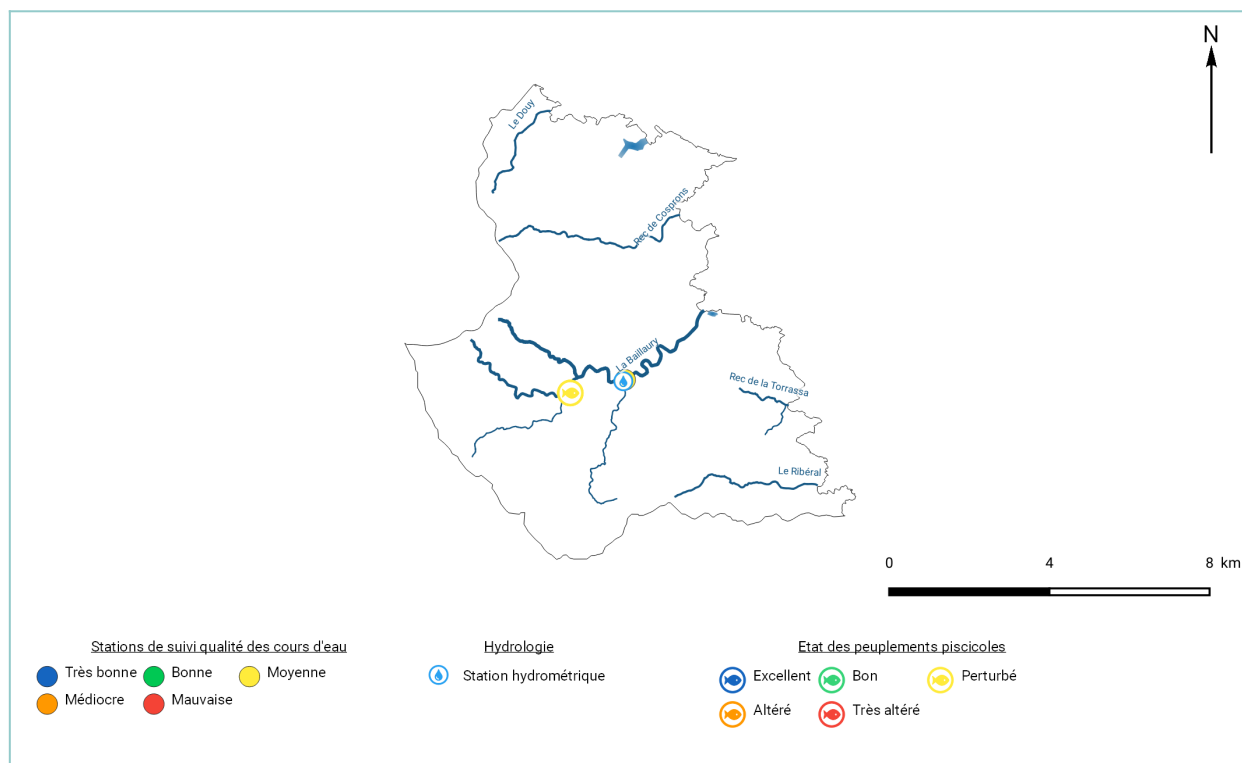 N
Le Douy
Rec de Cosprons
La Baillaury
Rec de la Torrassa
Le Ribéral
0 4 8 km
Stations de suivi qualité des cours d'eau
Très bonne Bonne Moyenne
Médiocre Mauvaise
Hydrologie
Station hydrométrique
Etat des peuplements piscicoles
Excellent Bon Perturbé
Altéré Très altéré